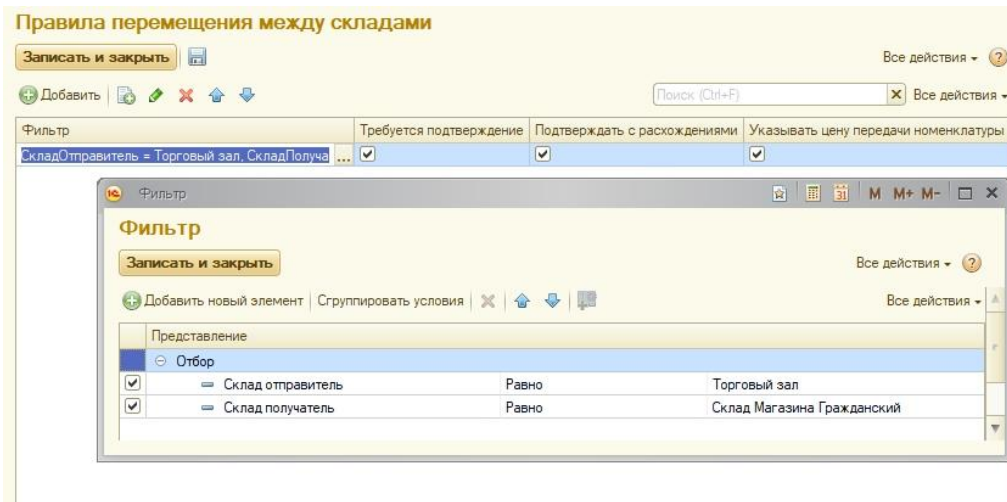 Правила перемещения между складами
Записать и закрыть Все действия ?
Добавить Поиск (Ctrl+F) x Все действия
Фильтр Требуется подтверждение Подтверждать с расхождениями Указывать цену передачи номенклатуры
СкладОтправитель = Торговый зал, СкладПолуча ...
1С Фильтр 31 M M+ M-
Фильтр
Записать и закрыть Все действия ?
Добавить новый элемент Сгруппировать условия Все действия
Представление
Отбор
Склад отправитель Равно Торговый зал
Склад получатель Равно Склад Магазина Гражданский